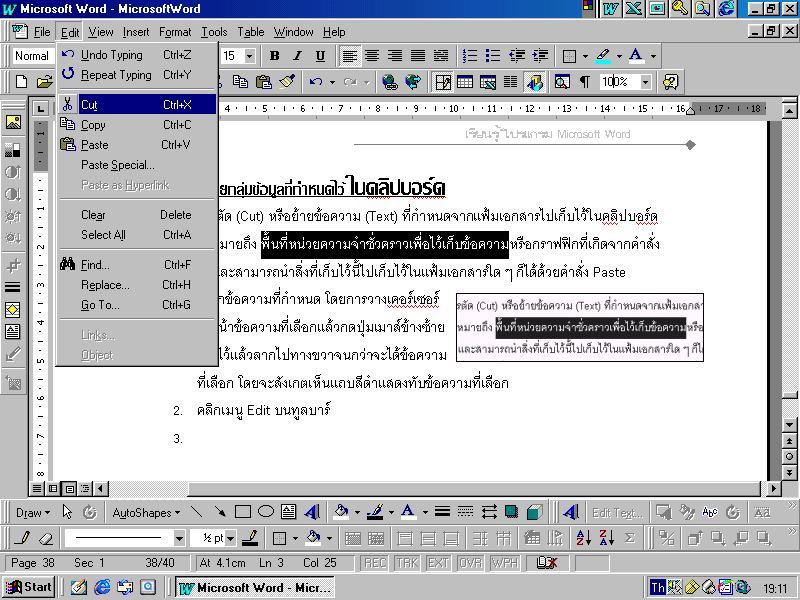 Microsoft Word - MicrosoftWord
File Edit View Insert Format Tools Table Window Help
Normal 15 B I U
Undo Typing Ctrl+Z
Repeat Typing Ctrl+Y
100%
Cut Ctrl+X
Copy Ctrl+C
Paste Ctrl+V
Paste Special...
Paste as Hyperlink
Clear Delete
Select All Ctrl+A
Find... Ctrl+F
Replace... Ctrl+H
Go To... Ctrl+G
Links...
Object
4 5 6 7 8 9 10 11 12 13 14 15 16 17 18
เรียนรู้โปรแกรม Microsoft Word
ยกลุ่มข้อมูลที่กำหนดไว้ ในคลิปบอร์ด
ตัด (Cut) หรือย้ายข้อความ (Text) ที่กำหนดจากแฟ้มเอกสารไปเก็บไว้ในคลิปบอร์ด
มายถึง พื้นที่หน่วยความจำชั่วคราวเพื่อไว้เก็บข้อความหรือกราฟฟิกที่เกิดจากคำสั่ง
และสามารถนำสิ่งที่เก็บไว้นี้ไปเก็บไว้ในแฟ้มเอกสารใด ๆ ก็ได้ด้วยคำสั่ง Paste
กข้อความที่กำหนด โดยการวางเคอร์เซอร์
น้าข้อความที่เลือกแล้วกดปุ่มเมาส์ข้างซ้าย
ไว้แล้วลากไปทางขวาจนกว่าจะได้ข้อความ
ที่เลือก โดยจะสังเกตเห็นแถบสีดำแสดงทับข้อความที่เลือก
รตัด (Cut) หรือย้ายข้อความ (Text) ที่กำหนดจากแฟ้มเอกสา
หมายถึง พื้นที่หน่วยความจำชั่วคราวเพื่อไว้เก็บข้อความหรือ
และสามารถนำสิ่งที่เก็บไว้นี้ไปเก็บไว้ในแฟ้มเอกสารใด ๆ ก็ไ
2. คลิกเมนู Edit บนทูลบาร์
3.
Draw AutoShapes Edit Text... Abc
½ pt
Page 38 Sec 1 38/40 At 4.1cm Ln 3 Col 25 REC TRK EXT OVR WPH
Start Microsoft Word - Micr... Th 19:11